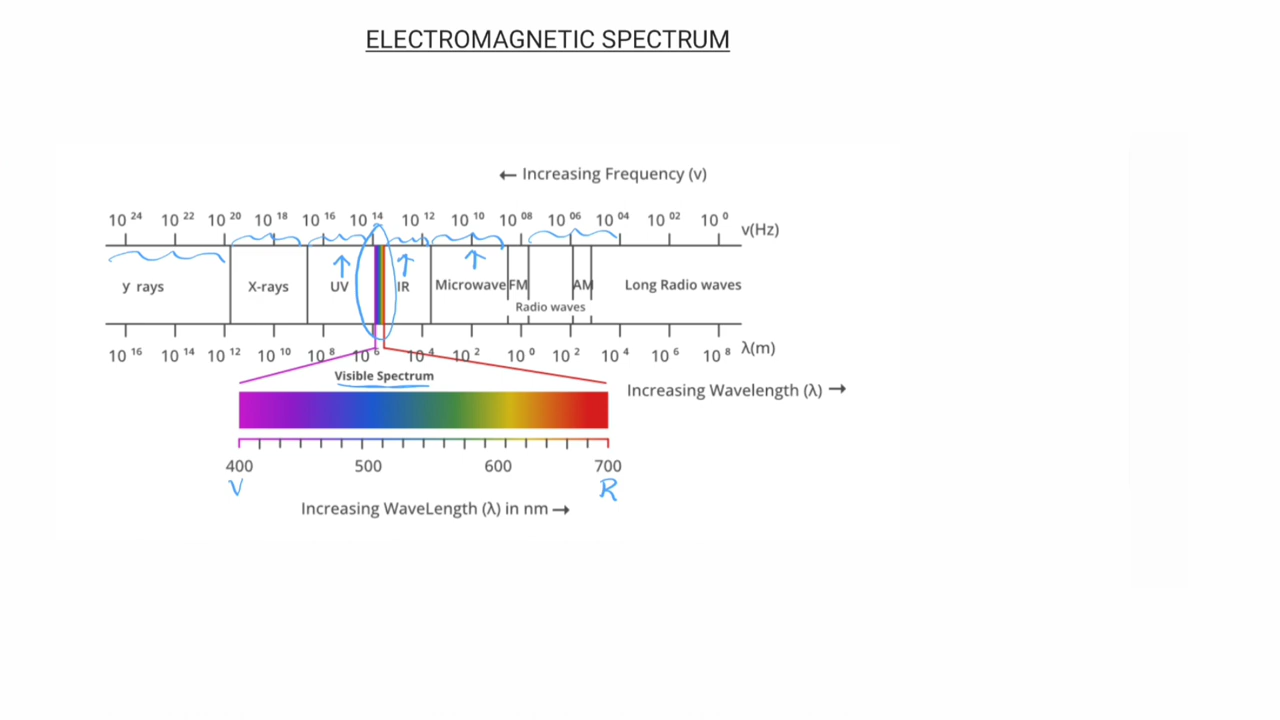 ELECTROMAGNETIC SPECTRUM
← Increasing Frequency (ν)
10 24 10 22 10 20 10 18 10 16 10 14 10 12 10 10 10 08 10 06 10 04 10 02 10 0 ν(Hz)
γ rays X-rays UV IR Microwave FM AM Long Radio waves
Radio waves
10 16 10 14 10 12 10 10 10 8 10 6 10 4 10 2 10 0 10 2 10 4 10 6 10 8 λ(m)
Visible Spectrum
Increasing Wavelength (λ) →
400 500 600 700
V R
Increasing WaveLength (λ) in nm →